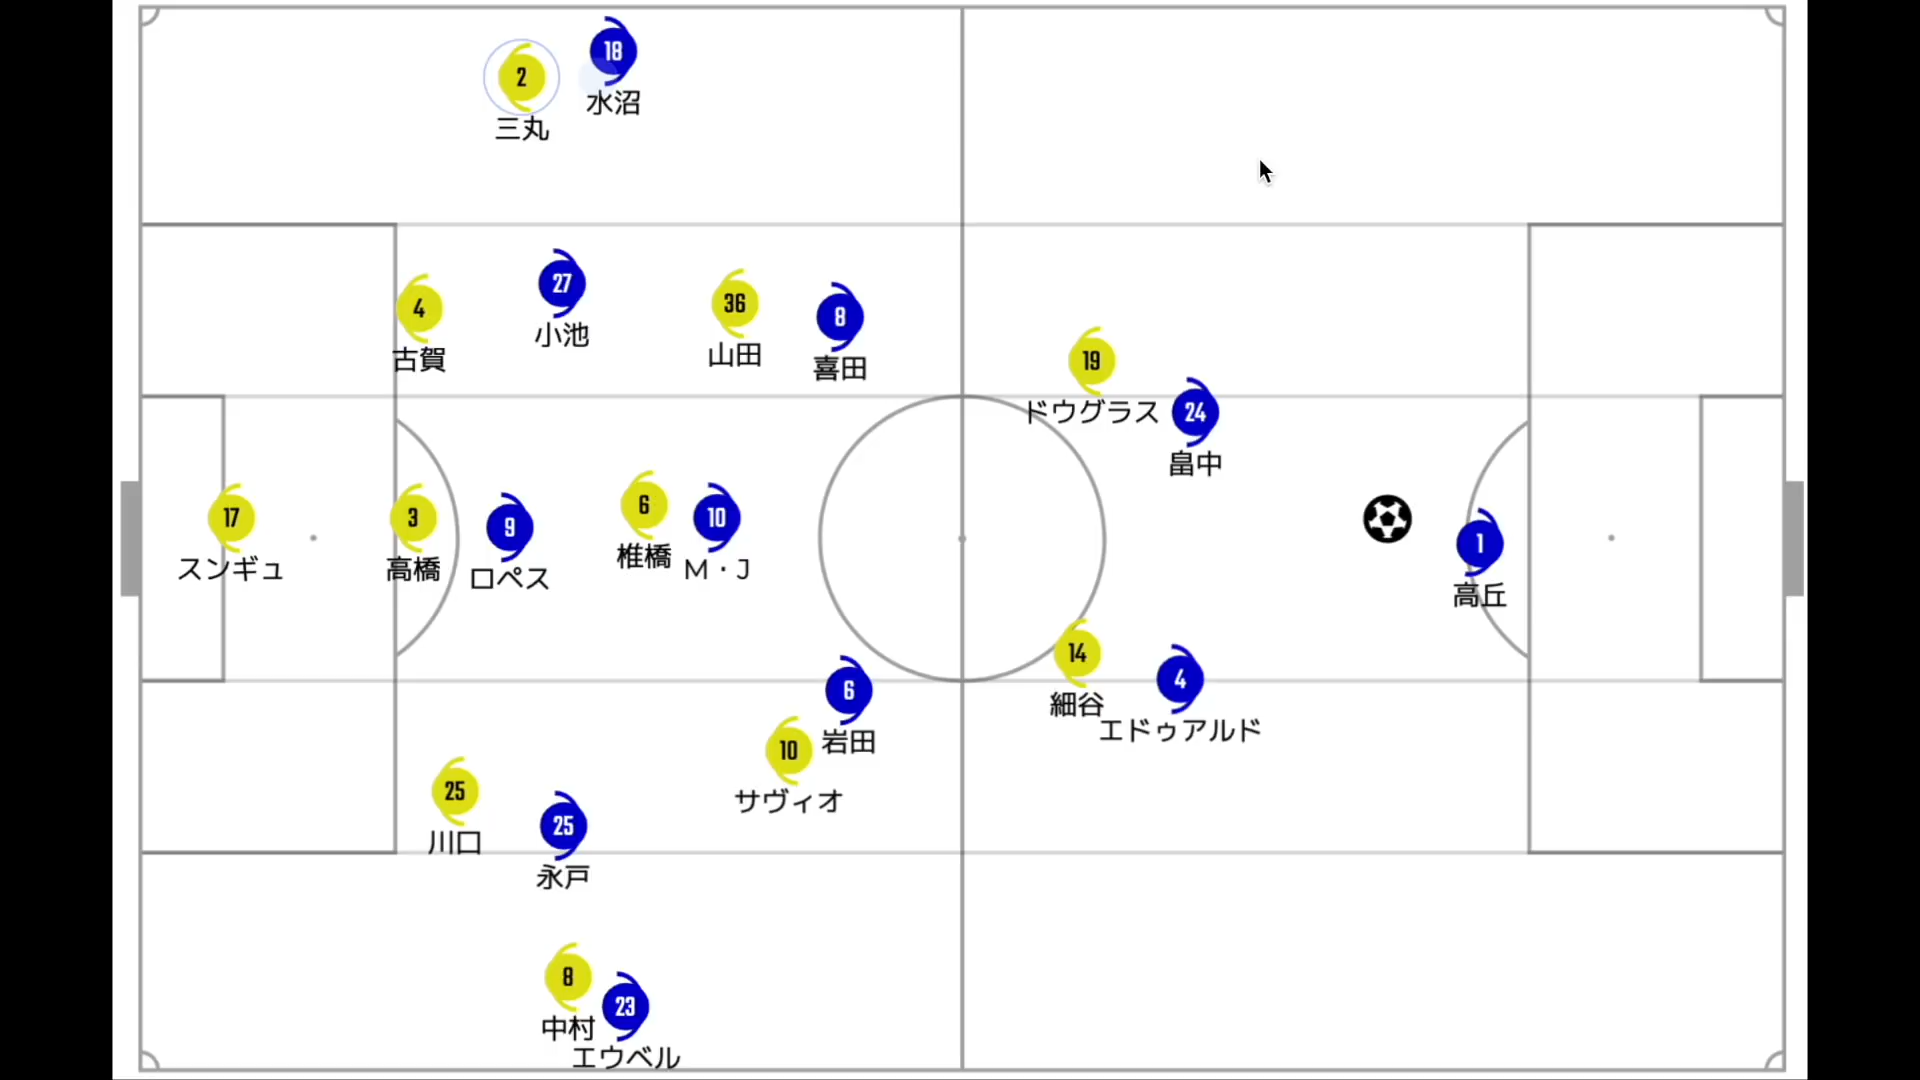 18
水沼
2
三丸
27
小池
4
古賀
36
山田
8
喜田
19
ドウグラス
24
畠中
17
スンギュ
3
高橋
9
ロペス
6
椎橋
10
M・J
1
高丘
14
細谷
4
エドゥアルド
6
岩田
10
サヴィオ
25
川口
25
永戸
8
中村
23
エウベル